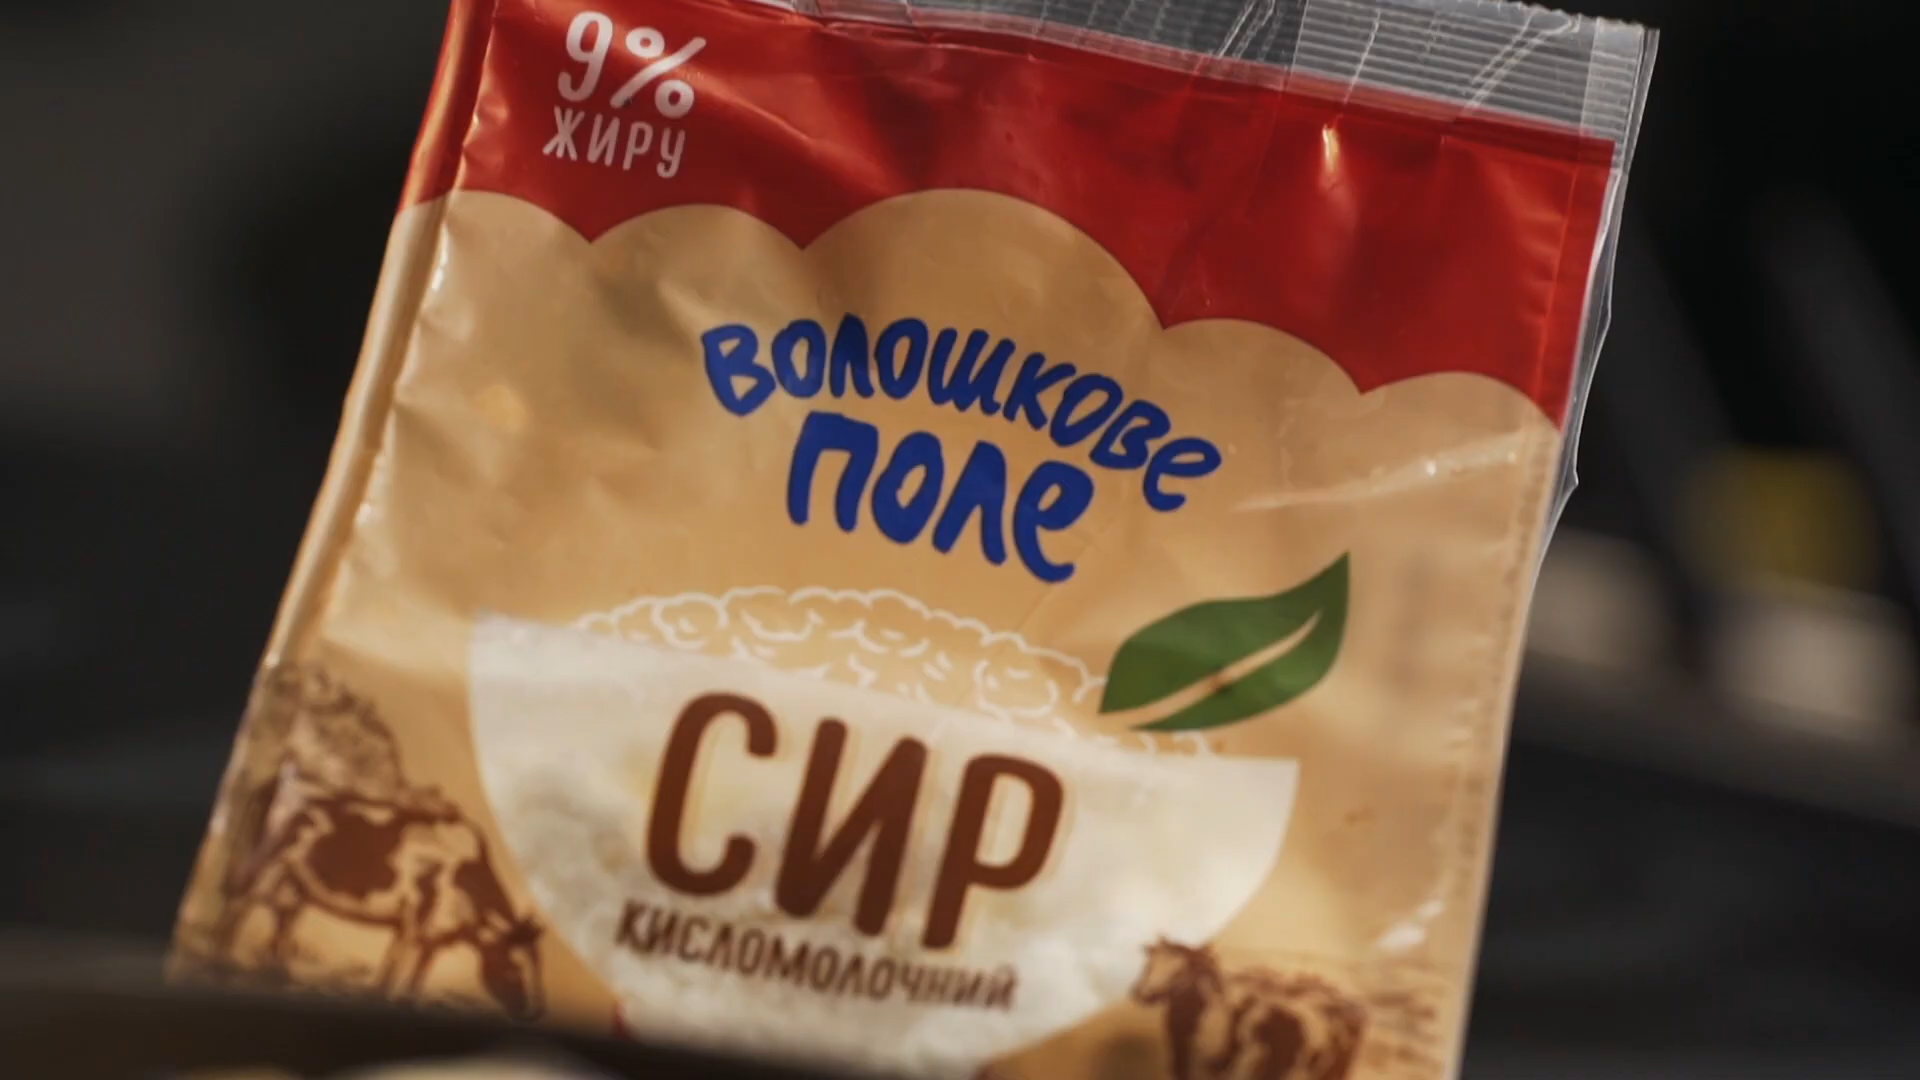 9%
ЖИРУ
ВОЛОШКОВЕ
ПОЛЕ
СИР
КИСЛОМОЛОЧНИЙ